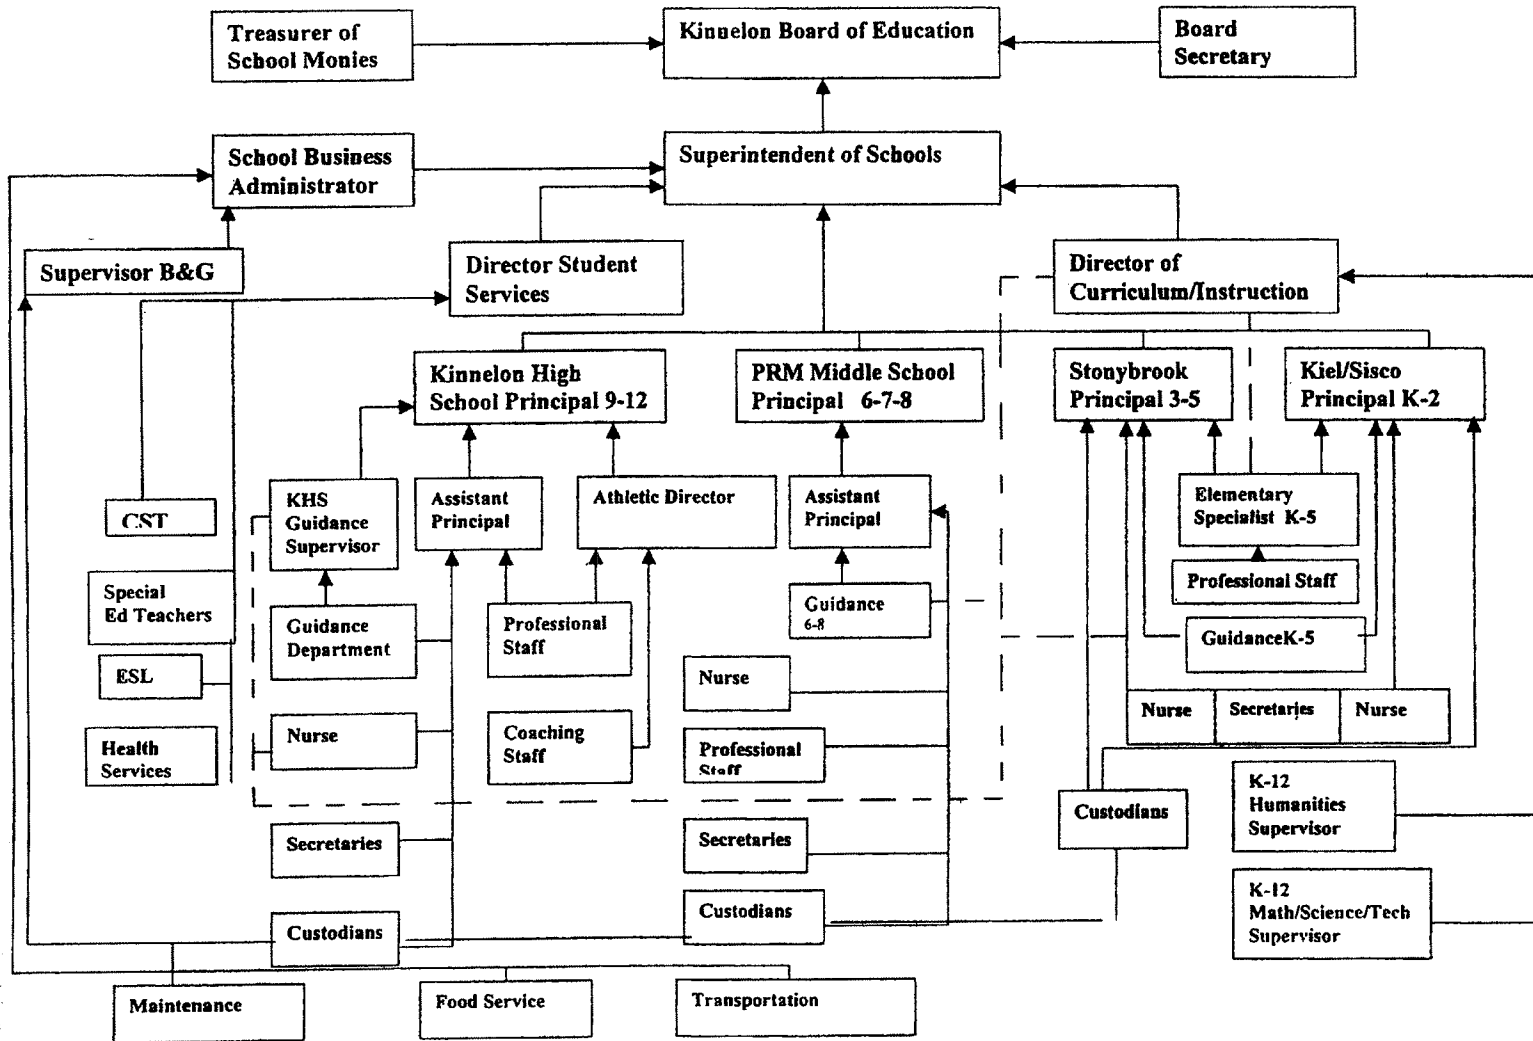 Treasurer of
School Monies
Kinnelon Board of Education
Board
Secretary
School Business
Administrator
Superintendent of Schools
Supervisor B&G
Director Student
Services
Director of
Curriculum/Instruction
Kinnelon High
School Principal 9-12
PRM Middle School
Principal 6-7-8
Stonybrook
Principal 3-5
Kiel/Sisco
Principal K-2
CST
KHS
Guidance
Supervisor
Assistant
Principal
Athletic Director
Assistant
Principal
Elementary
Specialist K-5
Special
Ed Teachers
Guidance
Department
Professional
Staff
Guidance
6-8
Professional Staff
GuidanceK-5
ESL
Nurse
Nurse
Secretaries
Nurse
Health
Services
Nurse
Coaching
Staff
Professional
Staff
Custodians
K-12
Humanities
Supervisor
Secretaries
Secretaries
K-12
Math/Science/Tech
Supervisor
Custodians
Custodians
Maintenance
Food Service
Transportation